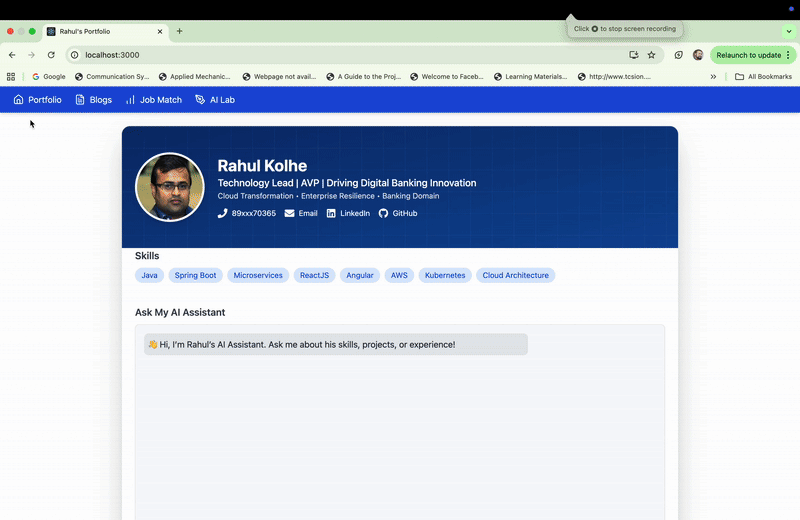 Click to stop screen recording
Rahul's Portfolio
localhost:3000
Relaunch to update
Google
Communication Sy...
Applied Mechanic...
Webpage not avail...
A Guide to the Proj...
Welcome to Faceb...
Learning Materials...
http://www.tcsion....
All Bookmarks
Portfolio
Blogs
Job Match
AI Lab
Rahul Kolhe
Technology Lead | AVP | Driving Digital Banking Innovation
Cloud Transformation • Enterprise Resilience • Banking Domain
89xxx70365 Email LinkedIn GitHub
Skills
Java Spring Boot Microservices ReactJS Angular AWS Kubernetes Cloud Architecture
Ask My AI Assistant
👋 Hi, I'm Rahul's AI Assistant. Ask me about his skills, projects, or experience!